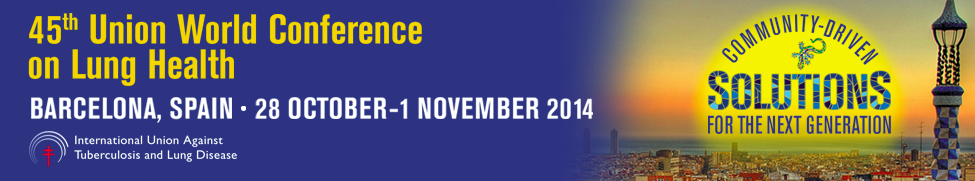 45th Union World Conference
on Lung Health
BARCELONA, SPAIN • 28 OCTOBER-1 NOVEMBER 2014
International Union Against
Tuberculosis and Lung Disease
COMMUNITY-DRIVEN
SOLUTIONS
FOR THE NEXT GENERATION